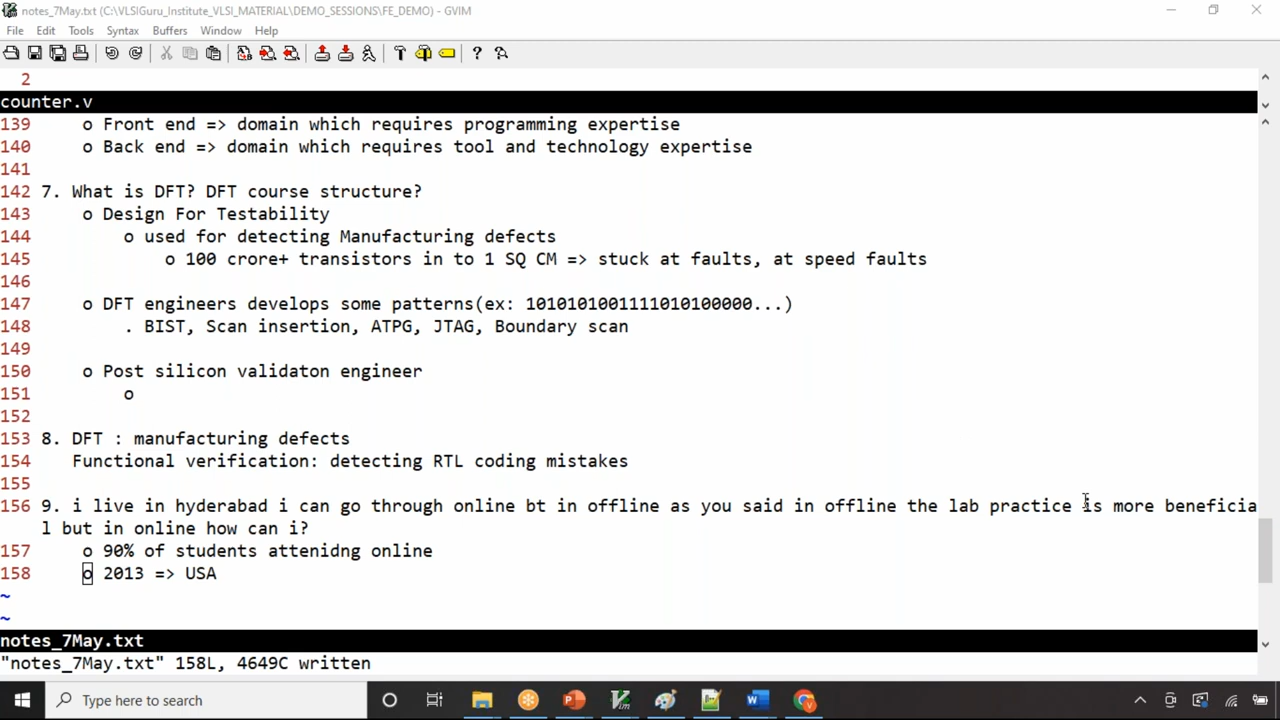 notes_7May.txt (C:\VLSIGuru_Institute_VLSI_MATERIAL\DEMO_SESSIONS\FE_DEMO) - GVIM
File Edit Tools Syntax Buffers Window Help
2
counter.v
139 o Front end => domain which requires programming expertise
140 o Back end => domain which requires tool and technology expertise
141
142 7. What is DFT? DFT course structure?
143 o Design For Testability
144 o used for detecting Manufacturing defects
145 o 100 crore+ transistors in to 1 SQ CM => stuck at faults, at speed faults
146
147 o DFT engineers develops some patterns(ex: 1010101001111010100000...)
148 . BIST, Scan insertion, ATPG, JTAG, Boundary scan
149
150 o Post silicon validaton engineer
151 o
152
153 8. DFT : manufacturing defects
154 Functional verification: detecting RTL coding mistakes
155
156 9. i live in hyderabad i can go through online bt in offline as you said in offline the lab practice is more beneficia
l but in online how can i?
157 o 90% of students attenidng online
158 o 2013 => USA
~
~
notes_7May.txt
"notes_7May.txt" 158L, 4649C written
Type here to search